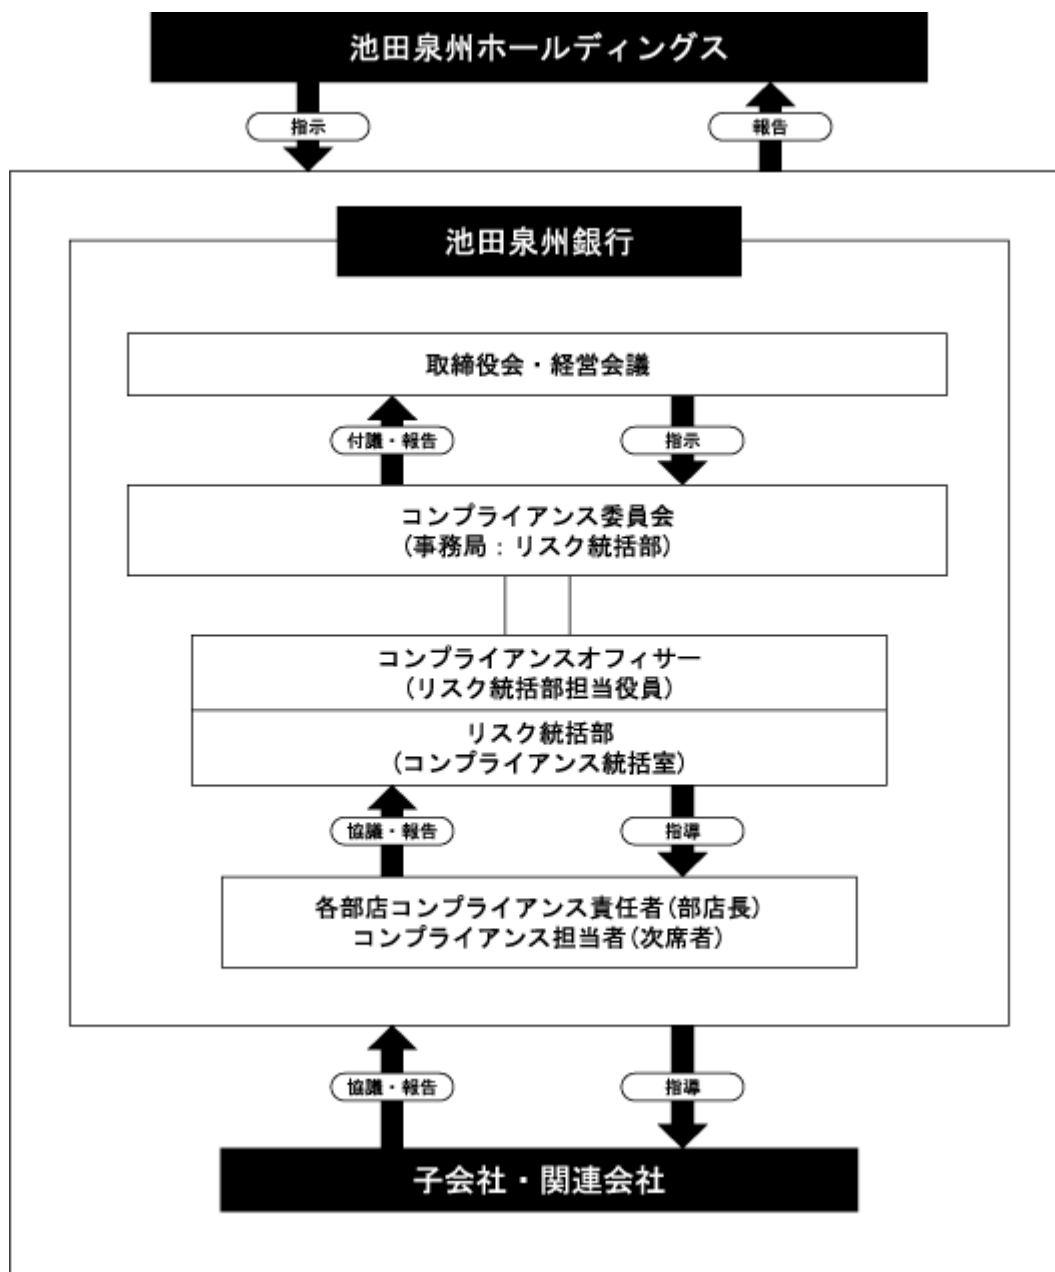 池田泉州ホールディングス
指示
報告
池田泉州銀行
取締役会・経営会議
付議・報告
指示
コンプライアンス委員会
(事務局：リスク統括部)
コンプライアンスオフィサー
(リスク統括部担当役員)
リスク統括部
(コンプライアンス統括室)
協議・報告
指導
各部店コンプライアンス責任者(部店長)
コンプライアンス担当者(次席者)
協議・報告
指導
子会社・関連会社